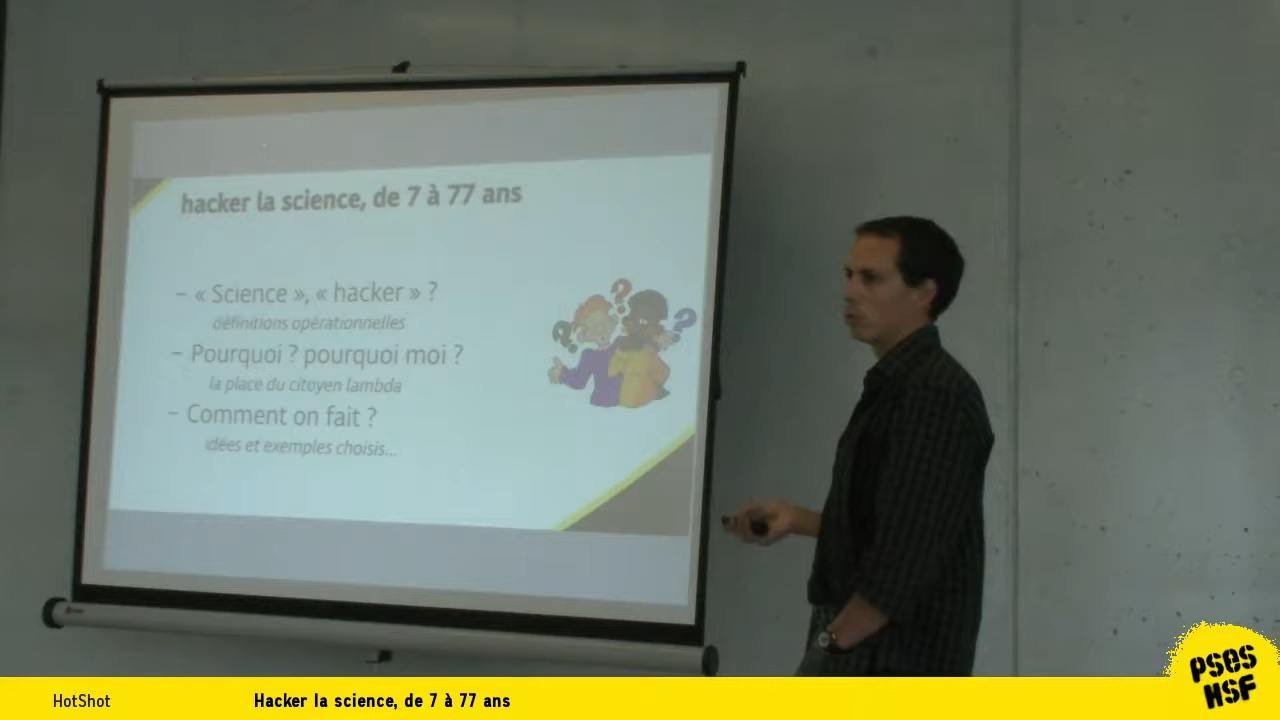 hacker la science, de 7 à 77 ans
– « Science », « hacker » ?
définitions opérationnelles
– Pourquoi ? pourquoi moi ?
la place du citoyen lambda
– Comment on fait ?
idées et exemples choisis...
? ? ?
PSES
HSF
HotShot
Hacker la science, de 7 à 77 ans